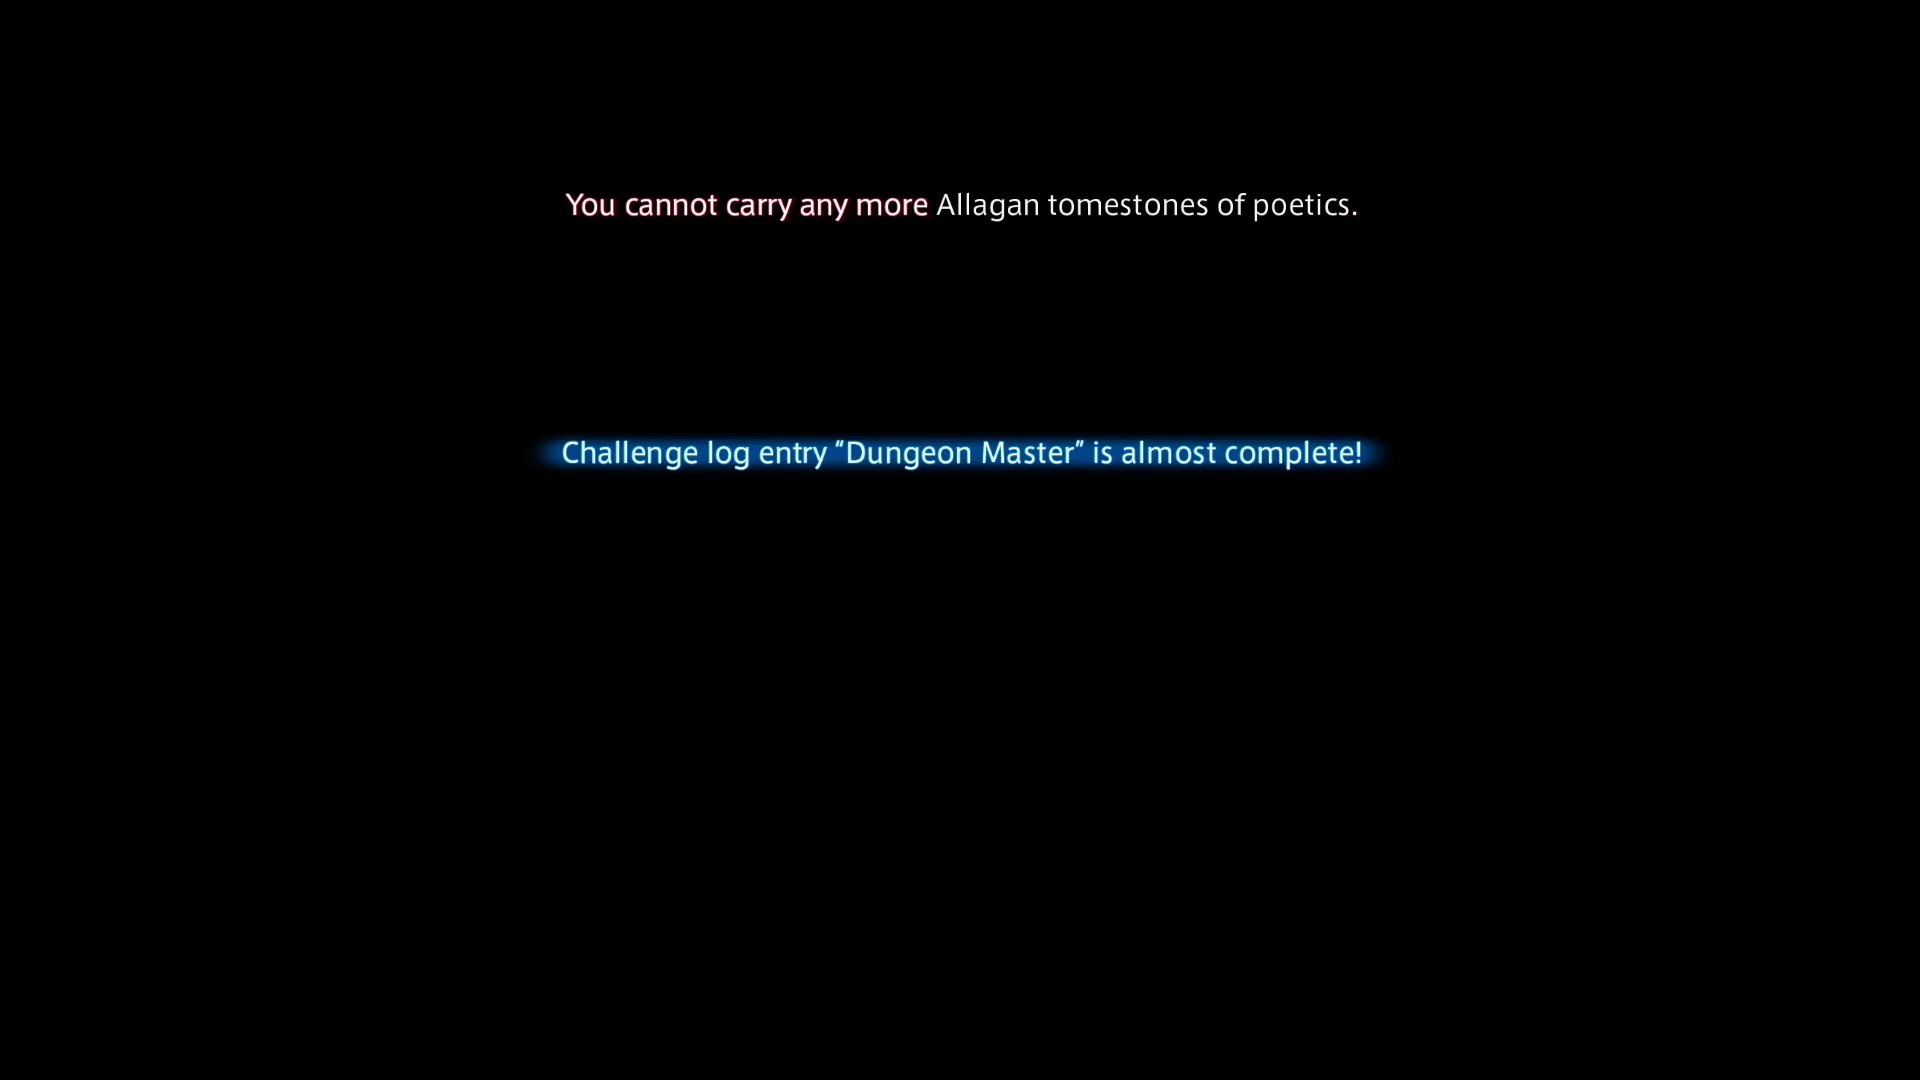 You cannot carry any more Allagan tomestones of poetics.
Challenge log entry “Dungeon Master” is almost complete!